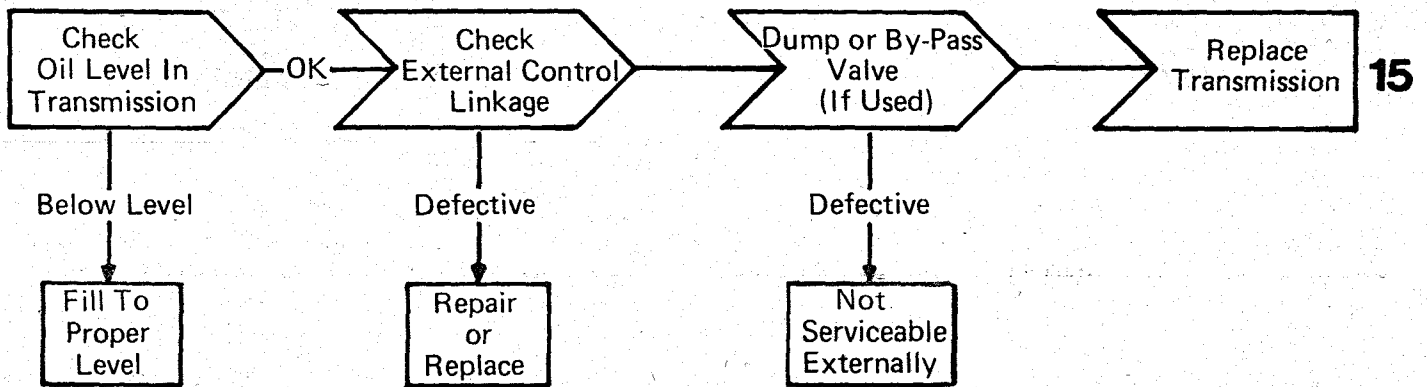 Check
Oil Level In
Transmission
OK
Check
External Control
Linkage
Dump or By-Pass
Valve
(If Used)
Replace
Transmission
15
Below Level
Defective
Defective
Fill To
Proper
Level
Repair
or
Replace
Not
Serviceable
Externally